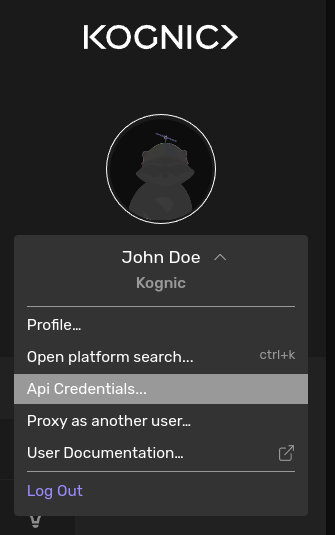 KOGNIC
John Doe
Kognic
Profile...
Open platform search... ctrl+k
Api Credentials...
Proxy as another user...
User Documentation...
Log Out